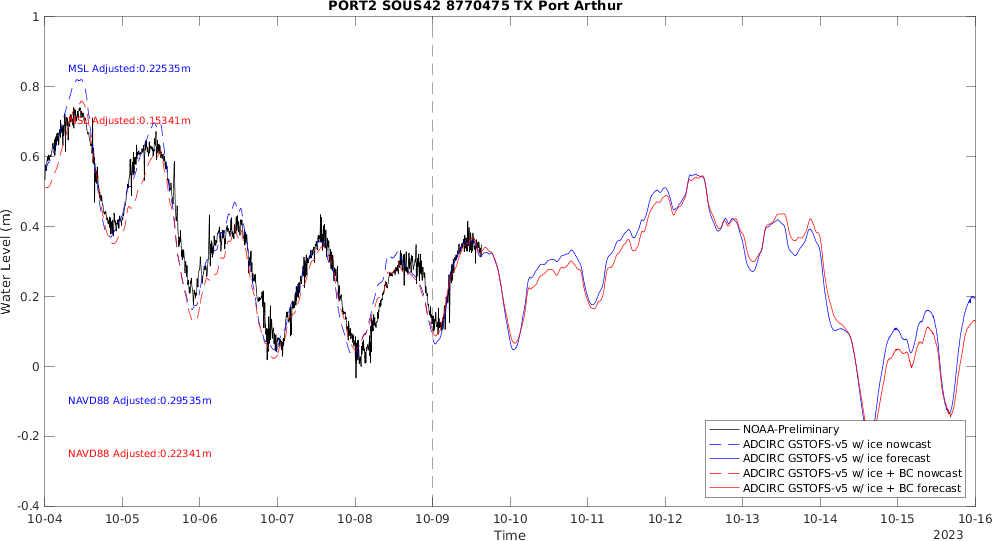 PORT2 SOUS42 8770475 TX Port Arthur
1
0.8
0.6
0.4
0.2
0
-0.2
-0.4
Water Level (m)
MSL Adjusted:0.22535m
MSL Adjusted:0.15341m
NAVD88 Adjusted:0.29535m
NAVD88 Adjusted:0.22341m
NOAA-Preliminary
ADCIRC GSTOFS-v5 w/ ice nowcast
ADCIRC GSTOFS-v5 w/ ice forecast
ADCIRC GSTOFS-v5 w/ ice + BC nowcast
ADCIRC GSTOFS-v5 w/ ice + BC forecast
10-04 10-05 10-06 10-07 10-08 10-09 10-10 10-11 10-12 10-13 10-14 10-15 10-16
Time
2023